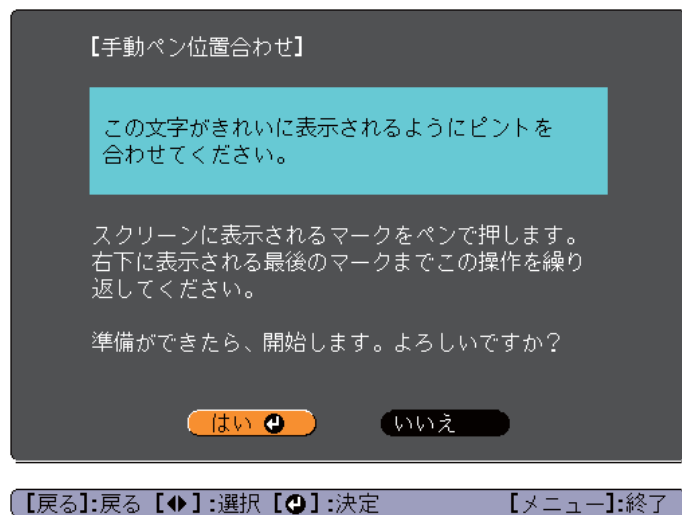 【手動ペン位置合わせ】
この文字がきれいに表示されるようにピントを
合わせてください。
スクリーンに表示されるマークをペンで押します。
右下に表示される最後のマークまでこの操作を繰り
返してください。
準備ができたら、開始します。よろしいですか？
はい いいえ
【戻る】:戻る 【◆】:選択 【⏎】:決定 【メニュー】:終了